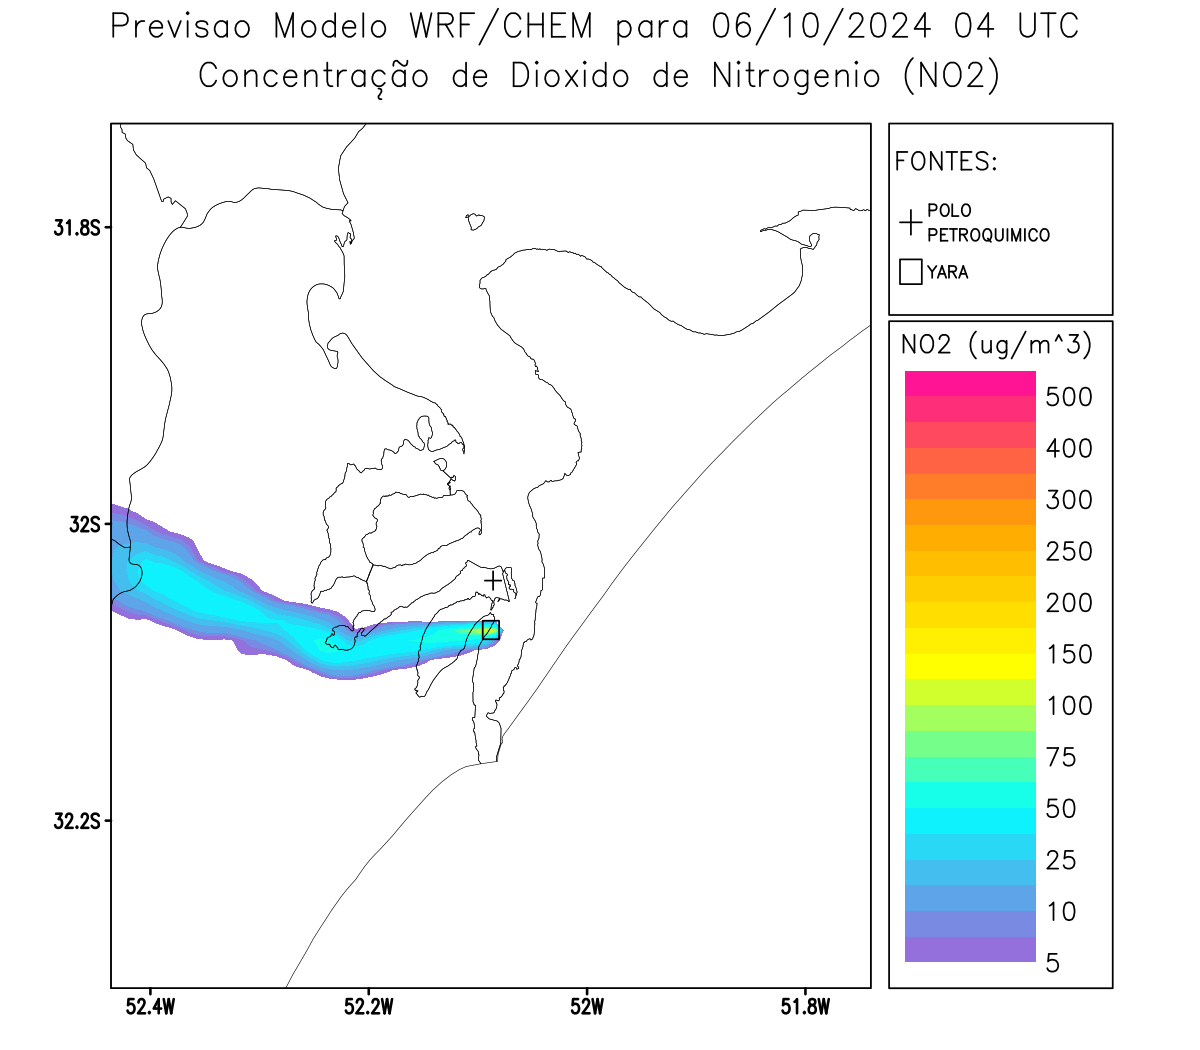 Previsao Modelo WRF/CHEM para 06/10/2024 04 UTC
Concentração de Dioxido de Nitrogenio (NO2)
FONTES:
POLO
PETROQUIMICO
YARA
NO2 (ug/m^3)
500
400
300
250
200
150
100
75
50
25
10
5
31.8S
32S
32.2S
52.4W
52.2W
52W
51.8W